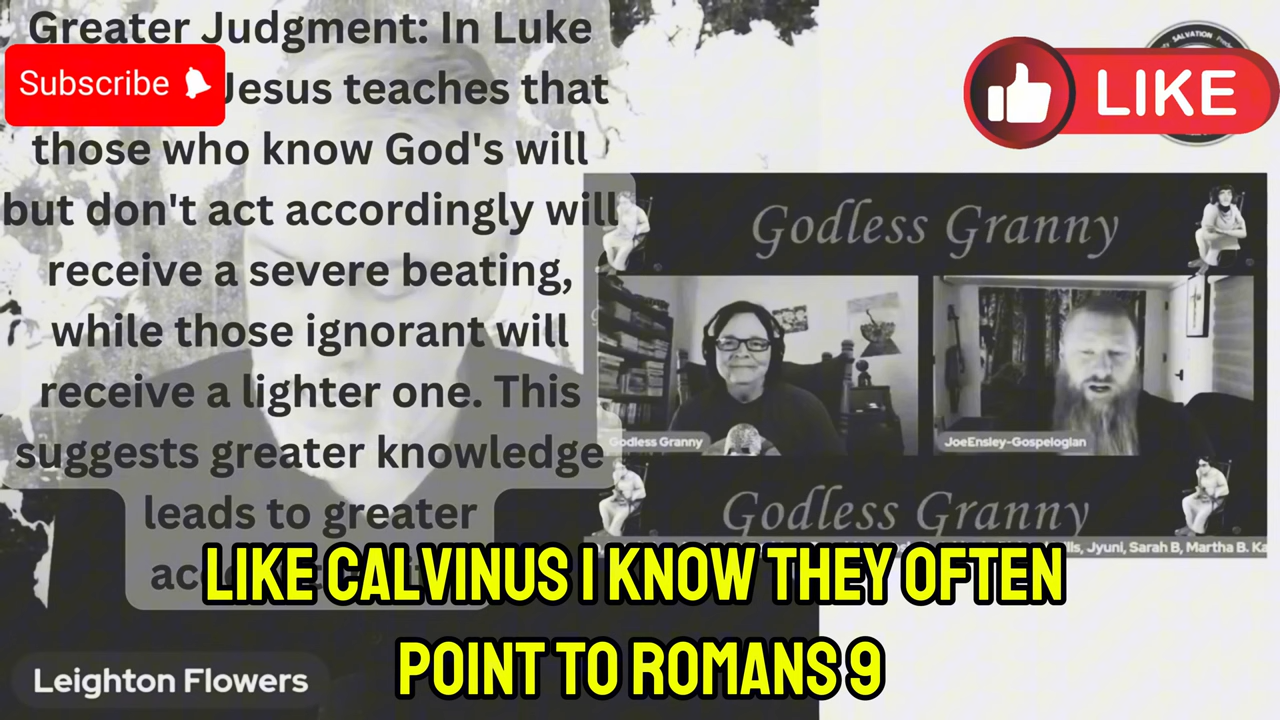 Greater Judgment: In Luke
Jesus teaches that
those who know God's will
but don't act accordingly will
receive a severe beating,
while those ignorant will
receive a lighter one. This
suggests greater knowledge
leads to greater
Subscribe
LIKE
SALVATION
Godless Granny
Godless Granny
JoeEnsley-Gospelogian
Godless Granny
Jyuni, Sarah B, Martha B. Ka
LIKE CALVINUS I KNOW THEY OFTEN
POINT TO ROMANS 9
Leighton Flowers